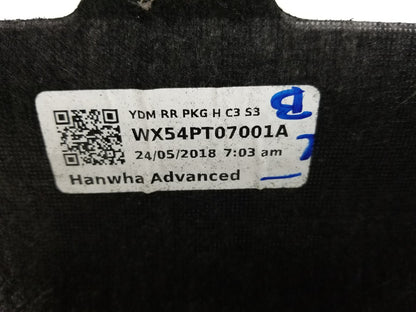 YDM RR PKG H C3 S3
WX54PT07001A
24/05/2018 7:03 am
Hanwha Advanced